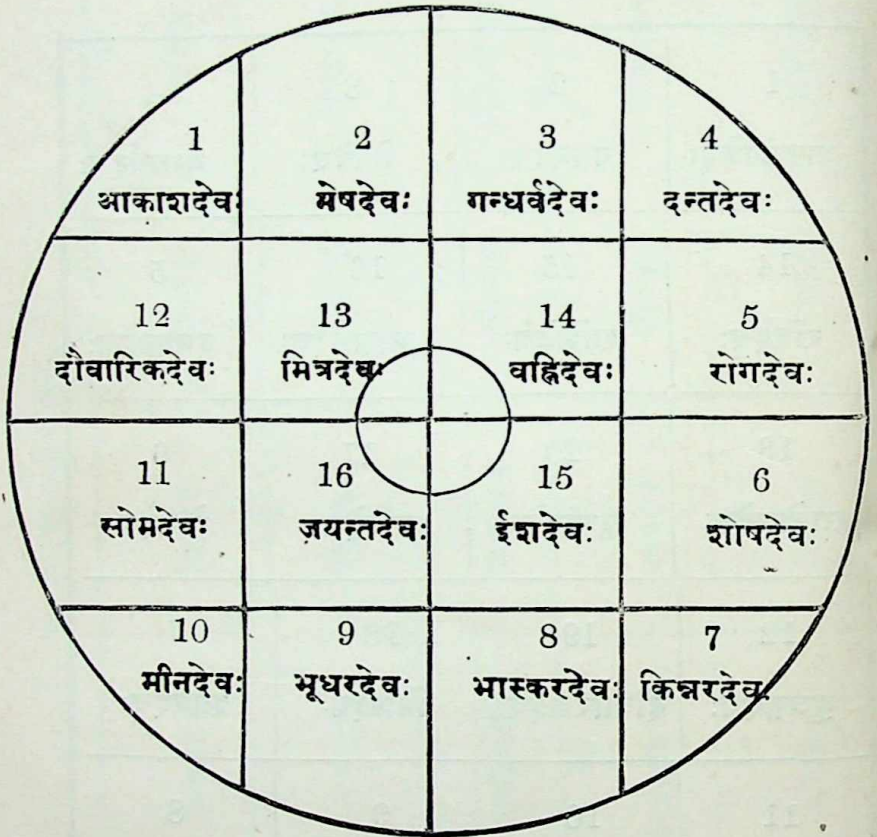 1 2 3 4
आकाशदेवः मेषदेवः गन्धर्वदेवः दन्तदेवः
12 13 14 5
दौवारिकदेवः मित्रदेवः वह्निदेवः रोगदेवः
11 16 15 6
सोमदेवः जयन्तदेवः ईशदेवः शोषदेवः
10 9 8 7
मीनदेवः भूधरदेवः भास्करदेवः किन्नरदेवः